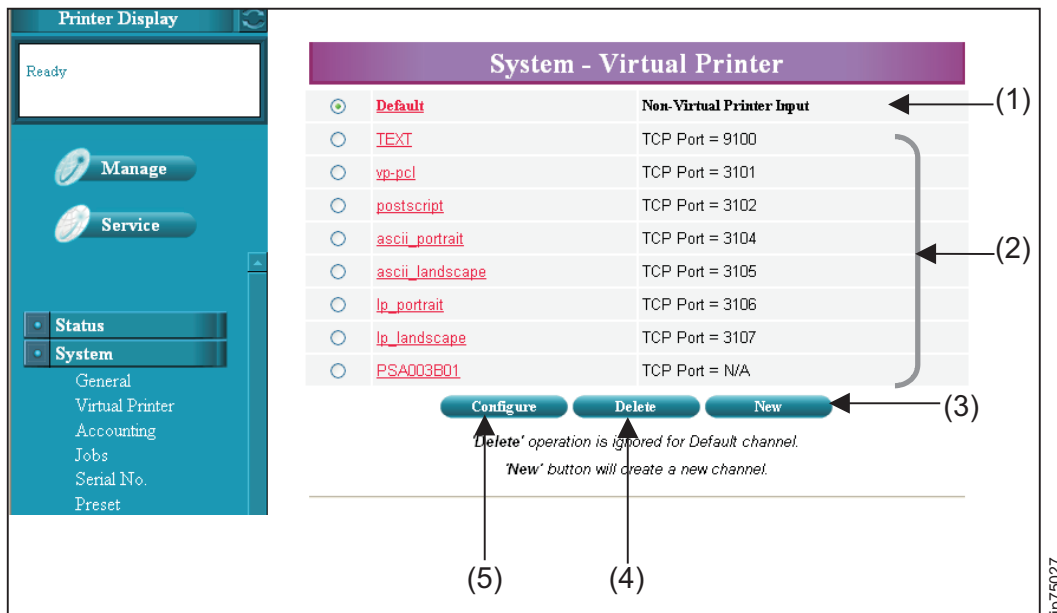 Printer Display
Ready
Manage
Service
Status
System
General
Virtual Printer
Accounting
Jobs
Serial No.
Preset
System - Virtual Printer
Default Non-Virtual Printer Input (1)
TEXT TCP Port = 9100
vp-pcl TCP Port = 3101
postscript TCP Port = 3102
ascii_portrait TCP Port = 3104
(2)
ascii_landscape TCP Port = 3105
lp_portrait TCP Port = 3106
lp_landscape TCP Port = 3107
PSA003B01 TCP Port = N/A
Configure Delete New (3)
'Delete' operation is ignored for Default channel.
'New' button will create a new channel.
(5) (4)